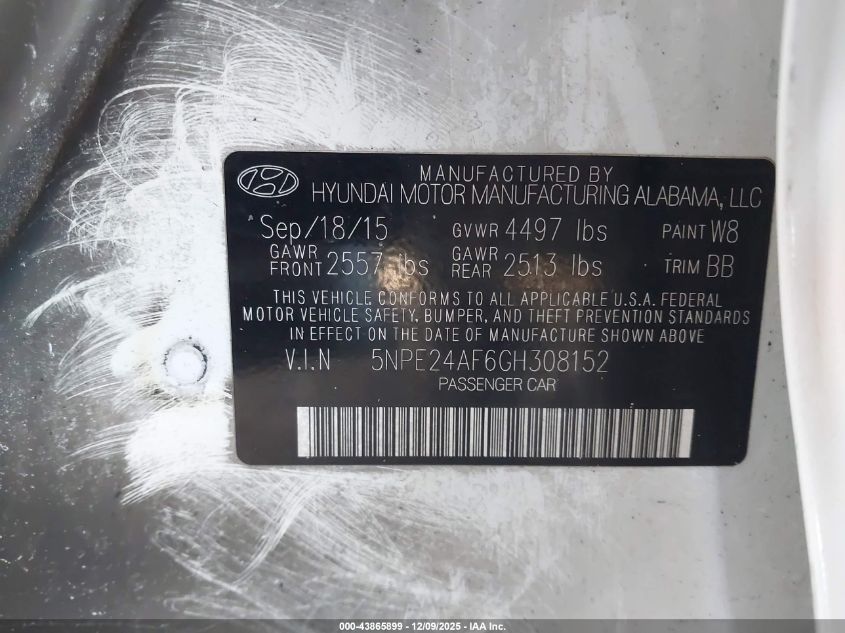 MANUFACTURED BY
HYUNDAI MOTOR MANUFACTURING ALABAMA, LLC
Sep/18/15 GVWR 4497 lbs PAINT W8
GAWR FRONT 2557 lbs GAWR REAR 2513 lbs TRIM BB
THIS VEHICLE CONFORMS TO ALL APPLICABLE U.S.A. FEDERAL
MOTOR VEHICLE SAFETY, BUMPER, AND THEFT PREVENTION STANDARDS
IN EFFECT ON THE DATE OF MANUFACTURE SHOWN ABOVE
V.I.N 5NPE24AF6GH308152
PASSENGER CAR
000-43865899 - 12/09/2025 - IAA Inc.